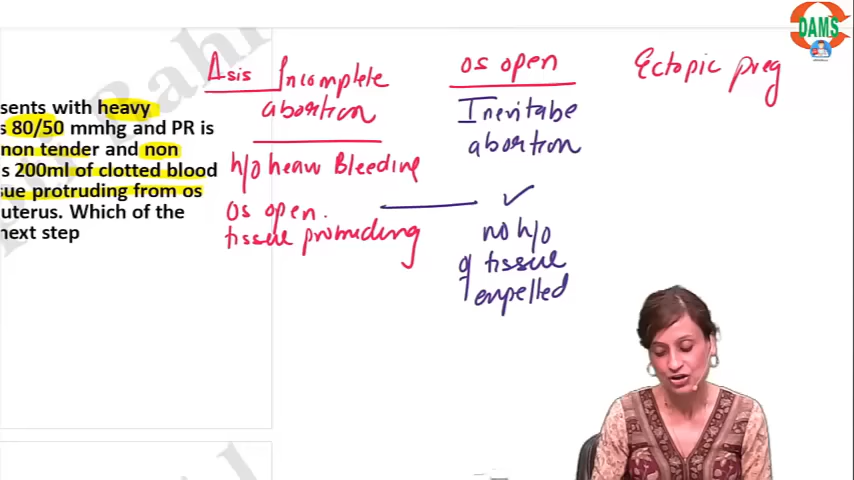 DAMS
sents with heavy
s 80/50 mmhg and PR is
non tender and non
s 200ml of clotted blood
sue protruding from os
uterus. Which of the
next step
Δsis Incomplete
abortion
h/o heavy Bleeding
os open.
tissue protruding
os open
Inevitabe
abortion
✓
no h/o
of tissue
expelled
Ectopic preg